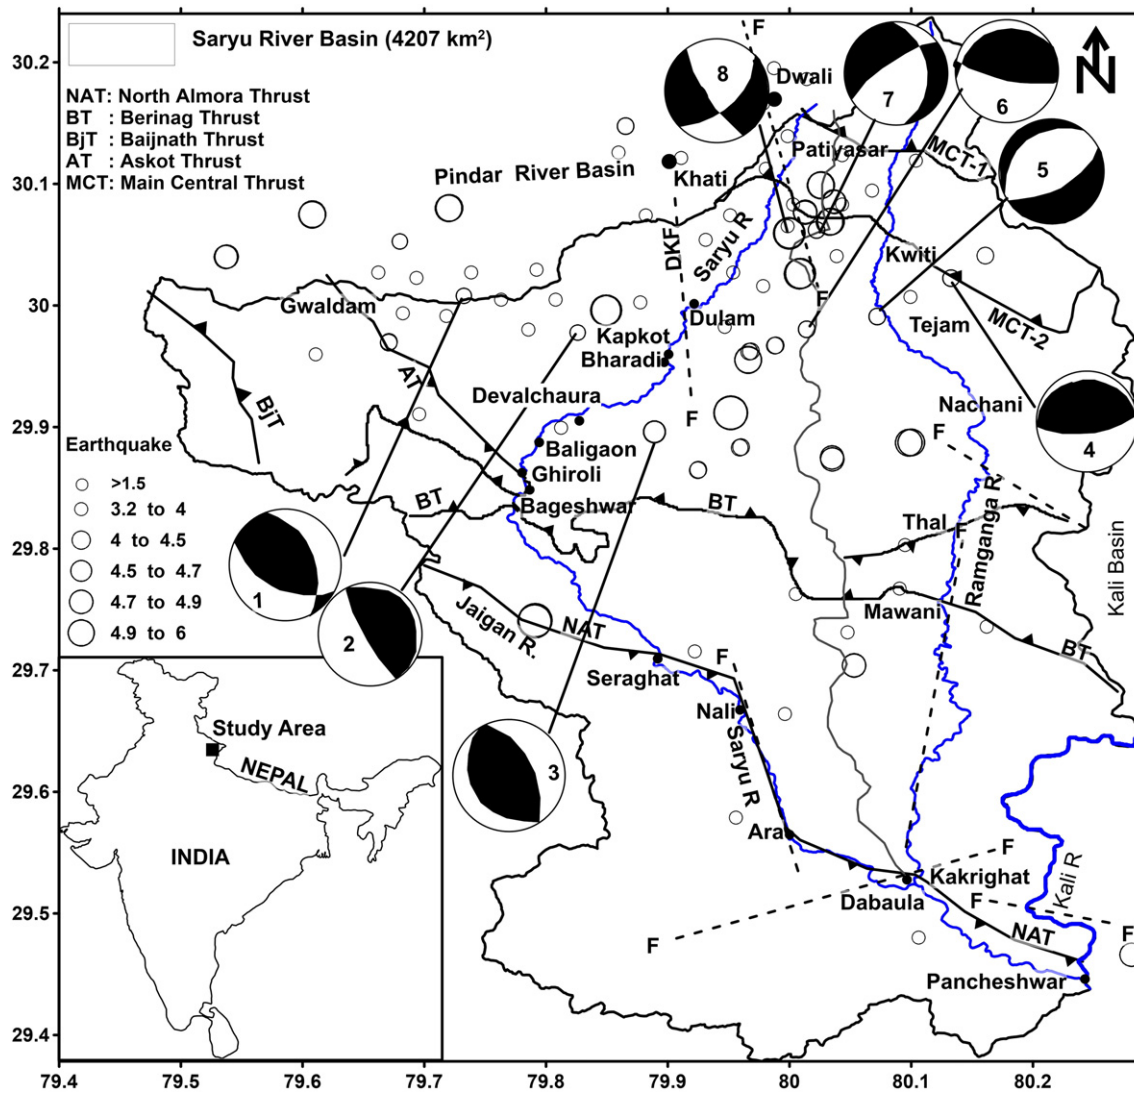 Saryu River Basin (4207 km²)
NAT: North Almora Thrust
BT : Berinag Thrust
BjT : Baijnath Thrust
AT : Askot Thrust
MCT: Main Central Thrust
N
30.2
30.1
30
29.9
29.8
29.7
29.6
29.5
29.4
79.4
79.5
79.6
79.7
79.8
79.9
80
80.1
80.2
F
8
Dwali
7
6
5
Patiyasar
MCT-1
Pindar River Basin
Khati
DKF
Saryu R
Kwiti
F
Gwaldam
Dulam
Tejam
MCT-2
Kapkot
Bharadi
AT
BjT
Devalchaura
F
Nachani
F
4
Baligaon
Ghiroli
Bageshwar
BT
BT
Thal
F
Ramganga R
Kali Basin
Earthquake
>1.5
3.2 to 4
4 to 4.5
4.5 to 4.7
4.7 to 4.9
4.9 to 6
1
2
3
Jaigan R.
NAT
Mawani
BT
Seraghat
F
Nali
Saryu R
Ara
F
Kakrighat
Dabaula
F
F
Kali R
F
NAT
Pancheshwar
Study Area
NEPAL
INDIA